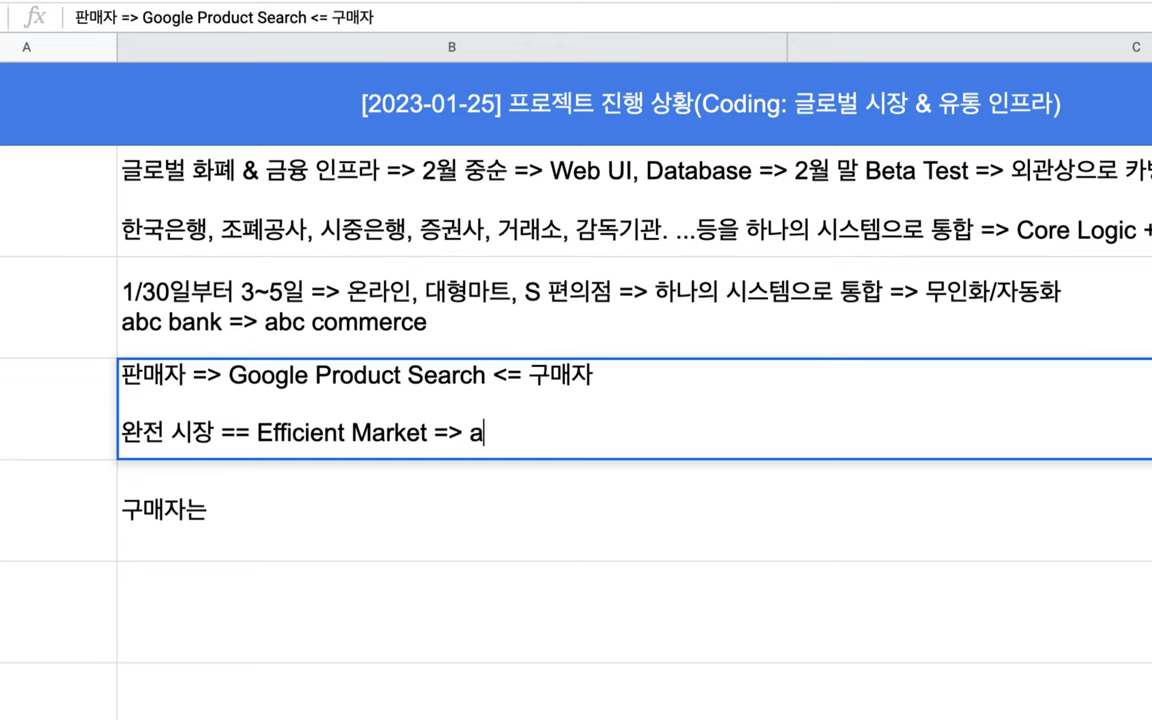 fx 판매자 => Google Product Search <= 구매자
A B C
[2023-01-25] 프로젝트 진행 상황(Coding: 글로벌 시장 & 유통 인프라)
글로벌 화폐 & 금융 인프라 => 2월 중순 => Web UI, Database => 2월 말 Beta Test => 외관상으로
한국은행, 조폐공사, 시중은행, 증권사, 거래소, 감독기관. ...등을 하나의 시스템으로 통합 => Core Logic +
1/30일부터 3~5일 => 온라인, 대형마트, S 편의점 => 하나의 시스템으로 통합 => 무인화/자동화
abc bank => abc commerce
판매자 => Google Product Search <= 구매자
완전 시장 == Efficient Market => a
구매자는